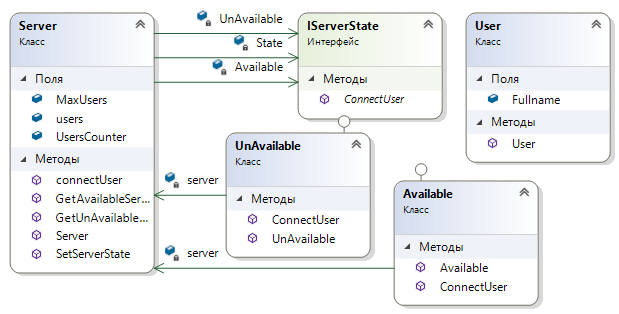 Server
Класс
Поля
MaxUsers
users
UsersCounter
Методы
connectUser
GetAvailableSer...
GetUnAvailable...
Server
SetServerState
UnAvailable
State
Available
IServerState
Интерфейс
Методы
ConnectUser
User
Класс
Поля
Fullname
Методы
User
server
UnAvailable
Класс
Методы
ConnectUser
UnAvailable
server
Available
Класс
Методы
Available
ConnectUser